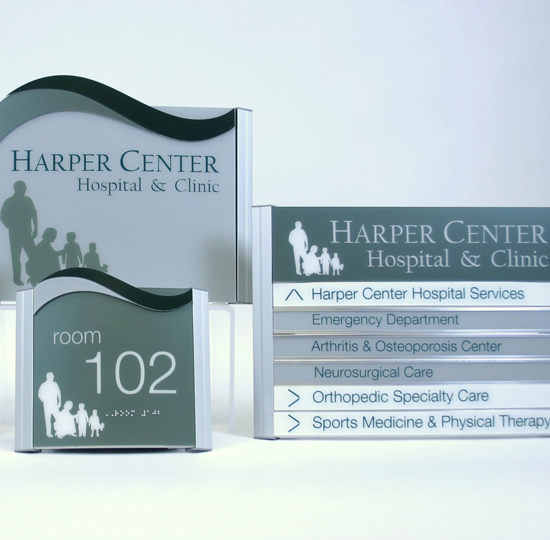 HARPER CENTER
Hospital & Clinic
room
102
HARPER CENTER
Hospital & Clinic
Harper Center Hospital Services
Emergency Department
Arthritis & Osteoporosis Center
Neurosurgical Care
Orthopedic Specialty Care
Sports Medicine & Physical Therapy